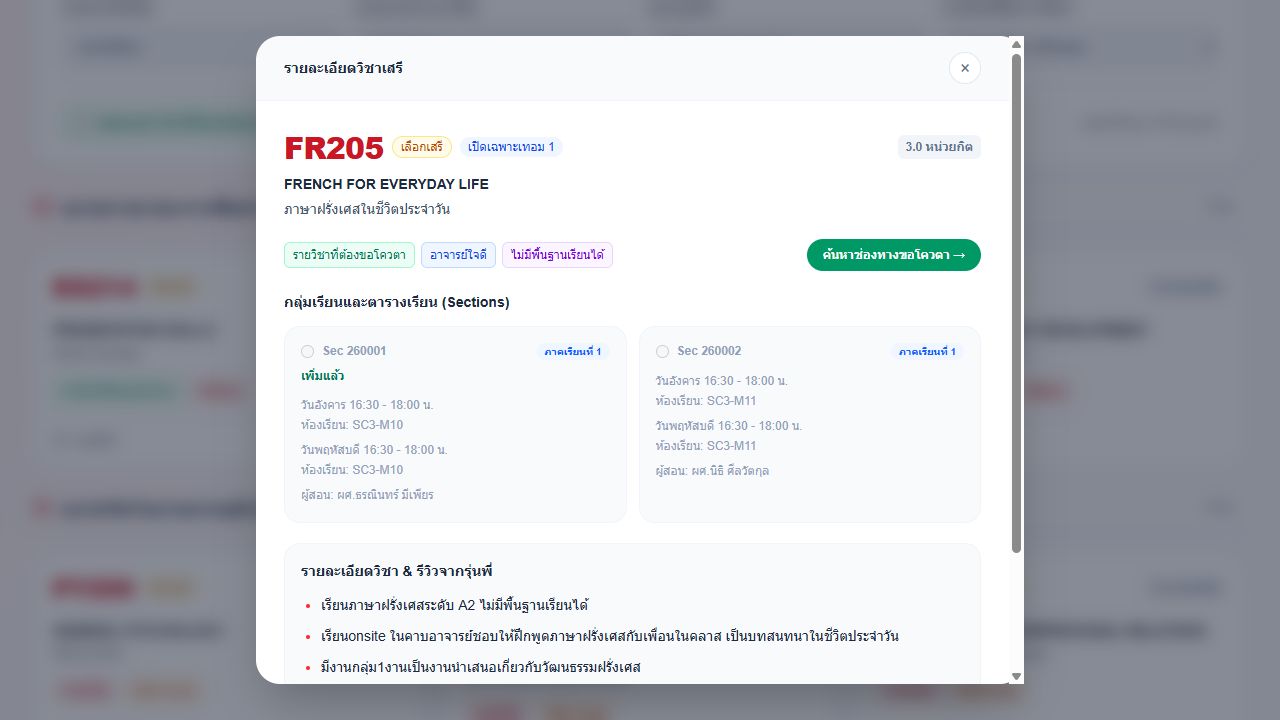 รายละเอียดวิชาเสรี
×
FR205 เลือกเสรี เปิดเฉพาะเทอม 1 3.0 หน่วยกิต
FRENCH FOR EVERYDAY LIFE
ภาษาฝรั่งเศสในชีวิตประจำวัน
รายวิชาที่ต้องขอโควตา อาจารย์ใจดี ไม่มีพื้นฐานเรียนได้ ค้นหาช่องทางขอโควตา →
กลุ่มเรียนและตารางเรียน (Sections)
Sec 260001 ภาคเรียนที่ 1
เพิ่มแล้ว
วันอังคาร 16:30 - 18:00 น.
ห้องเรียน: SC3-M10
วันพฤหัสบดี 16:30 - 18:00 น.
ห้องเรียน: SC3-M10
ผู้สอน: ผศ.ธรณินทร์ มีเพียร
Sec 260002 ภาคเรียนที่ 1
วันอังคาร 16:30 - 18:00 น.
ห้องเรียน: SC3-M11
วันพฤหัสบดี 16:30 - 18:00 น.
ห้องเรียน: SC3-M11
ผู้สอน: ผศ.นิธิ ศีลวัตกุล
รายละเอียดวิชา & รีวิวจากรุ่นพี่
• เรียนภาษาฝรั่งเศสระดับ A2 ไม่มีพื้นฐานเรียนได้
• เรียนonsite ในคาบอาจารย์ชอบให้ฝึกพูดภาษาฝรั่งเศสกับเพื่อนในคลาส เป็นบทสนทนาในชีวิตประจำวัน
• มีงานกลุ่ม1งานเป็นงานนำเสนอเกี่ยวกับวัฒนธรรมฝรั่งเศส